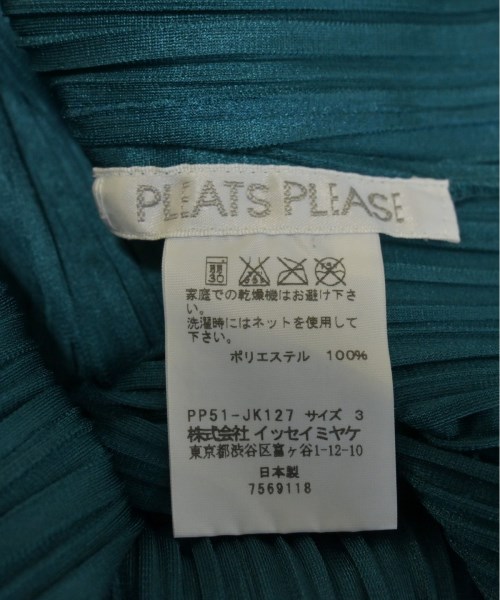 PLEATS PLEASE
家庭での乾燥機はお避け下さ
い。
洗濯時にはネットを使用して
下さい。
ポリエステル 100%
PP51-JK127 サイズ 3
株式会社 イッセイミヤケ
東京都渋谷区富ヶ谷1-12-10
日本製
7569118